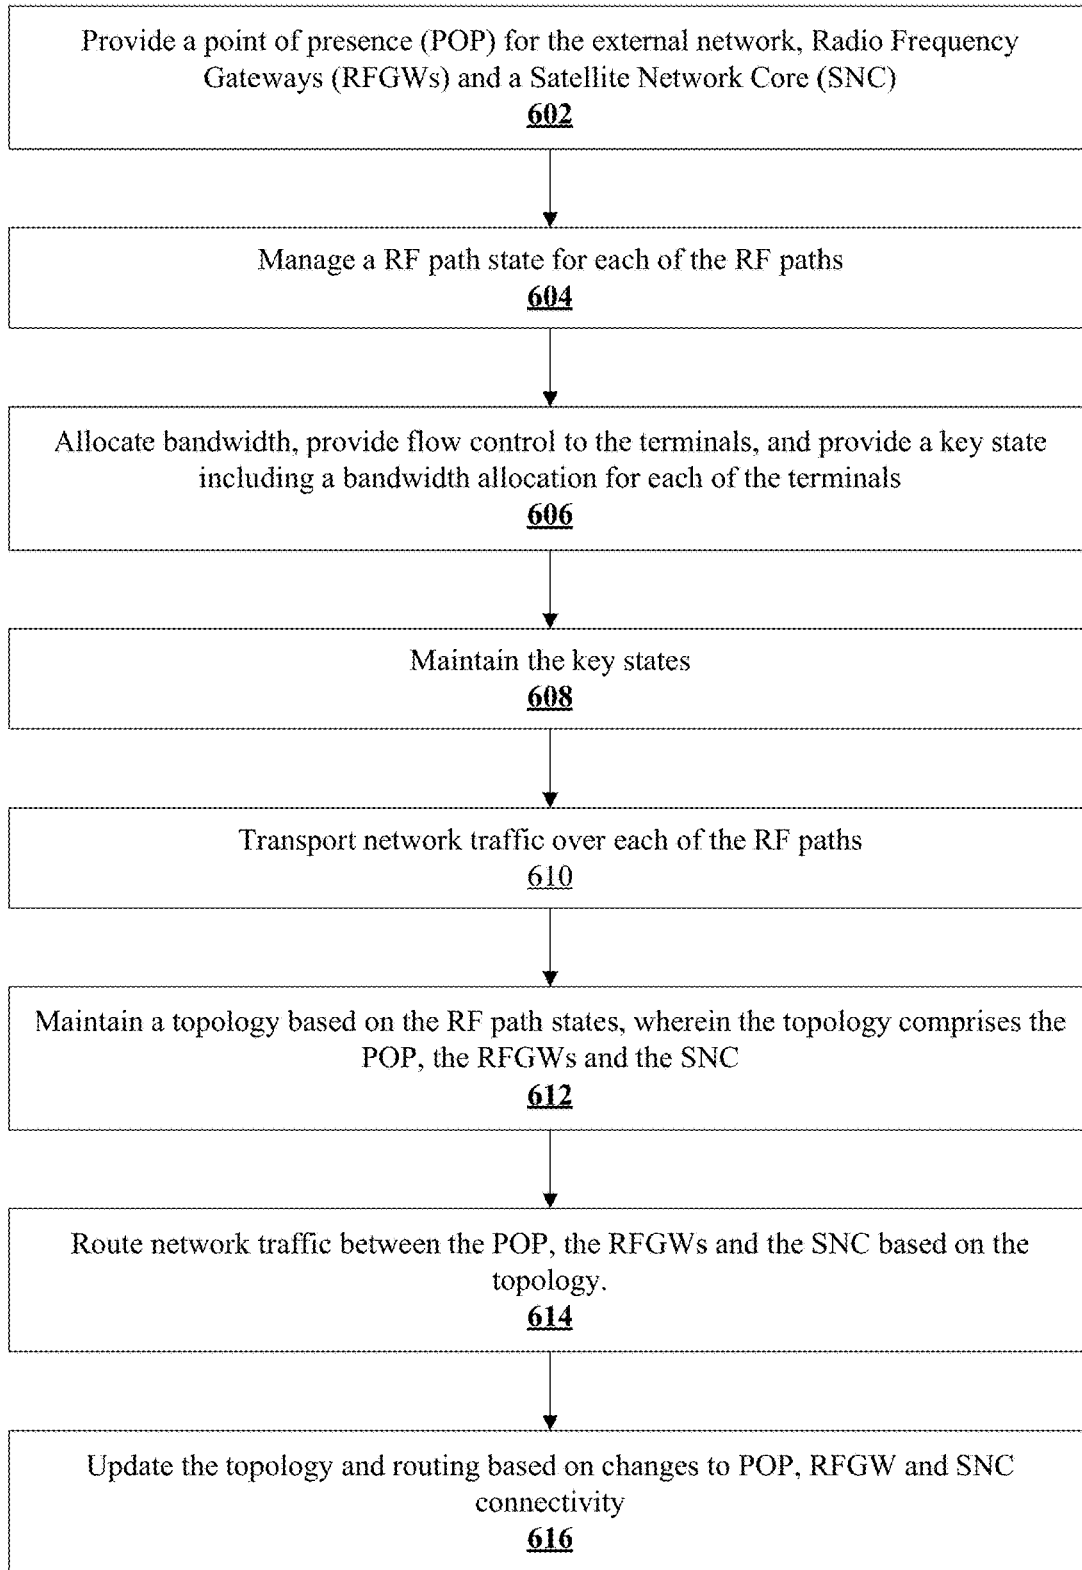 Provide a point of presence (POP) for the external network, Radio Frequency
Gateways (RFGWs) and a Satellite Network Core (SNC)
602
Manage a RF path state for each of the RF paths
604
Allocate bandwidth, provide flow control to the terminals, and provide a key state
including a bandwidth allocation for each of the terminals
606
Maintain the key states
608
Transport network traffic over each of the RF paths
610
Maintain a topology based on the RF path states, wherein the topology comprises the
POP, the RFGWs and the SNC
612
Route network traffic between the POP, the RFGWs and the SNC based on the
topology.
614
Update the topology and routing based on changes to POP, RFGW and SNC
connectivity
616